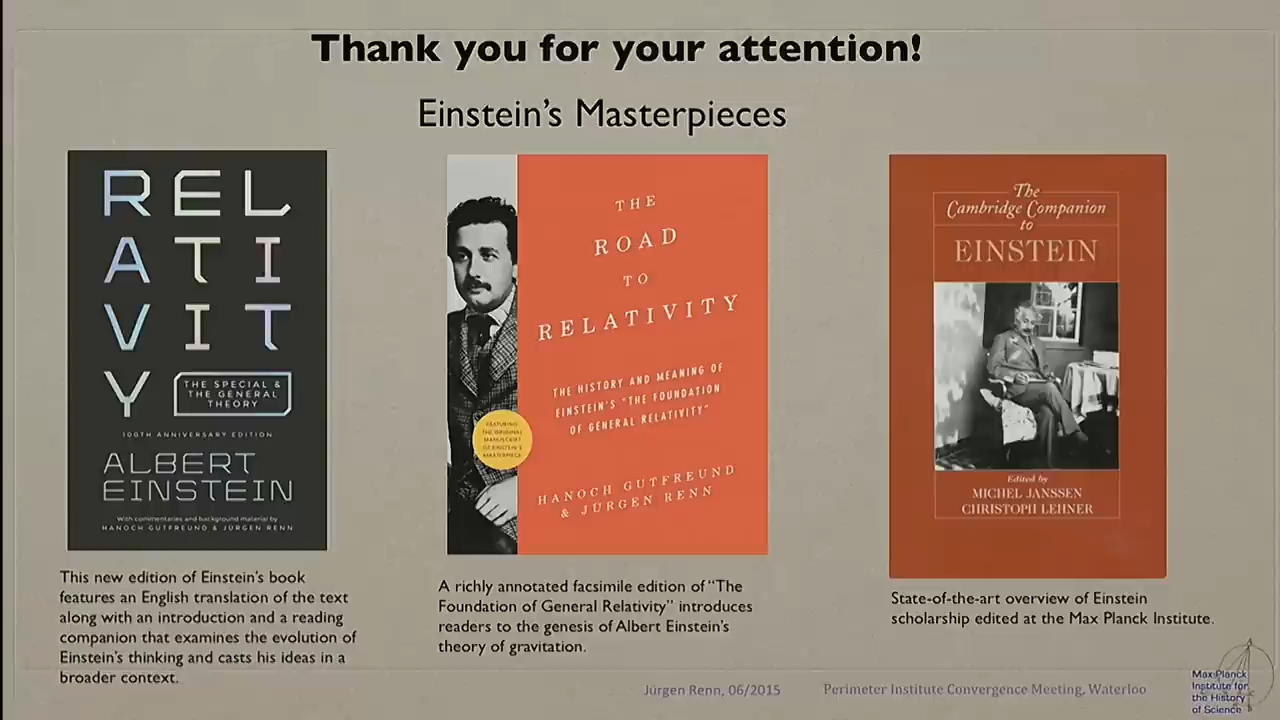 Thank you for your attention!
Einstein's Masterpieces
REL
ATI
VIT
Y
THE SPECIAL &
THE GENERAL
THEORY
100TH ANNIVERSARY EDITION
ALBERT
EINSTEIN
With commentaries and background material by
HANOCH GUTFREUND & JÜRGEN RENN
This new edition of Einstein's book
features an English translation of the text
along with an introduction and a reading
companion that examines the evolution of
Einstein's thinking and casts his ideas in a
broader context.
THE
ROAD
TO
RELATIVITY
THE HISTORY AND MEANING OF
EINSTEIN'S "THE FOUNDATION
OF GENERAL RELATIVITY"
FEATURING
THE ORIGINAL
MANUSCRIPT
OF EINSTEIN'S
MASTERPIECE
HANOCH GUTFREUND
& JÜRGEN RENN
A richly annotated facsimile edition of "The
Foundation of General Relativity" introduces
readers to the genesis of Albert Einstein's
theory of gravitation.
The
Cambridge Companion
to
EINSTEIN
Edited by
MICHEL JANSSEN
CHRISTOPH LEHNER
State-of-the-art overview of Einstein
scholarship edited at the Max Planck Institute.
Jürgen Renn, 06/2015
Perimeter Institute Convergence Meeting, Waterloo
Max Planck
Institute for
the History
of Science